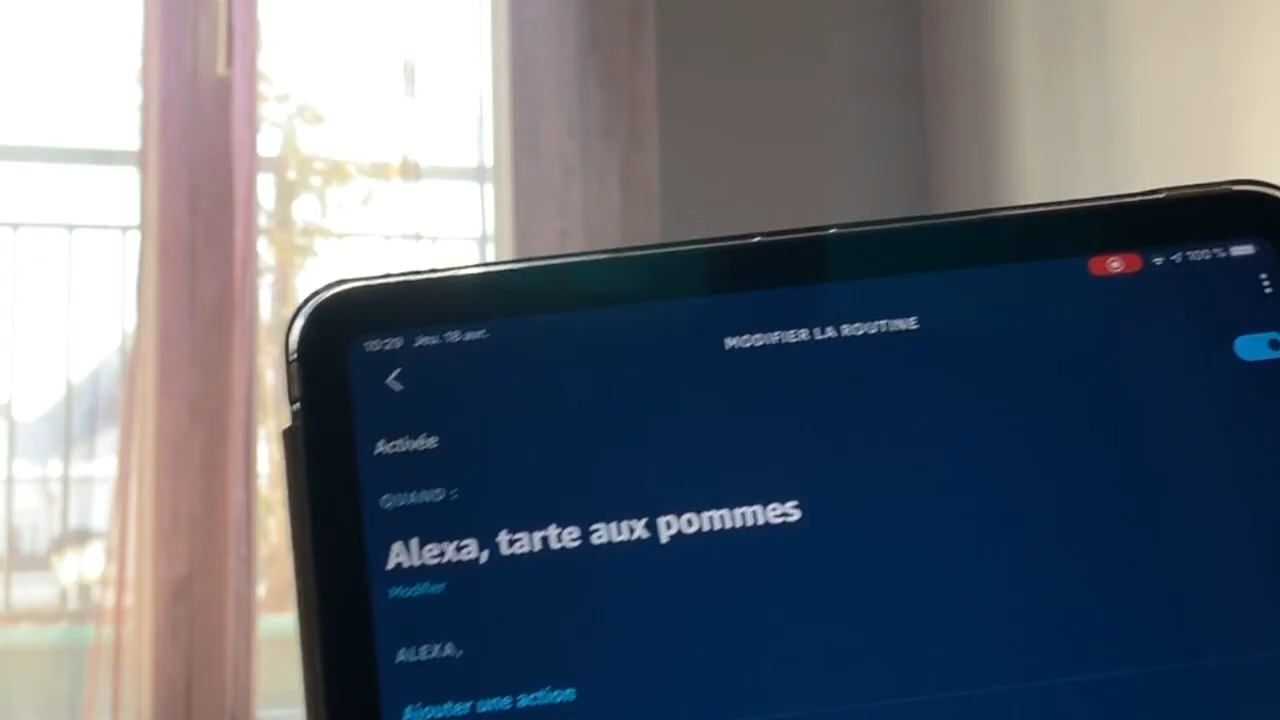 10:29 Jeu. 18 avr.
100 %
MODIFIER LA ROUTINE
Activée
QUAND :
Alexa, tarte aux pommes
Modifier
ALEXA,
Ajouter une action